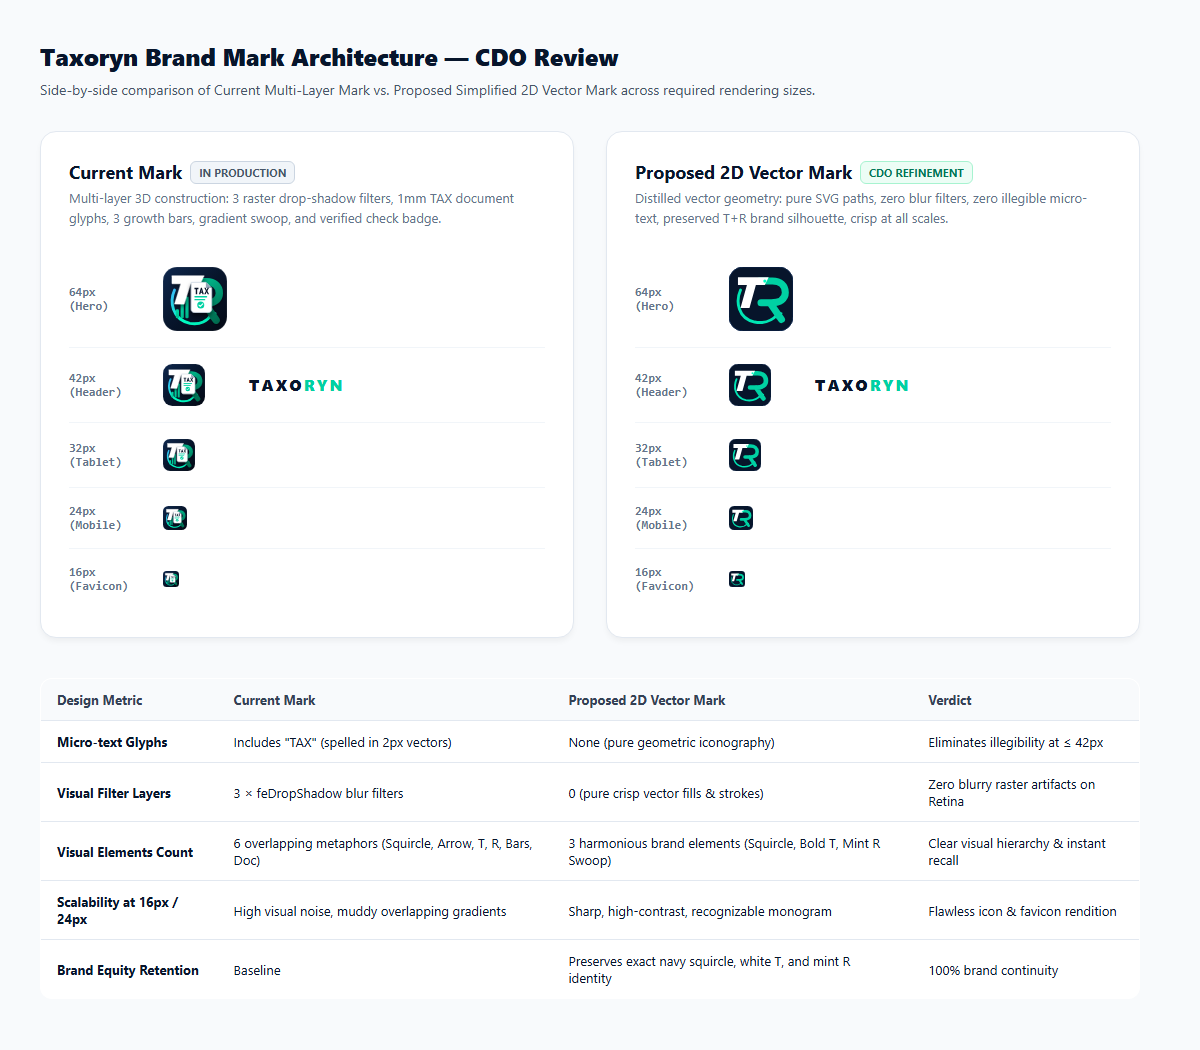 Taxoryn Brand Mark Architecture — CDO Review
Side-by-side comparison of Current Multi-Layer Mark vs. Proposed Simplified 2D Vector Mark across required rendering sizes.
Current Mark IN PRODUCTION
Multi-layer 3D construction: 3 raster drop-shadow filters, 1mm TAX document
glyphs, 3 growth bars, gradient swoop, and verified check badge.
64px
(Hero)
TR TAX
42px
(Header)
TR TAX
TAXORYN
32px
(Tablet)
TR TAX
24px
(Mobile)
16px
(Favicon)
Proposed 2D Vector Mark CDO REFINEMENT
Distilled vector geometry: pure SVG paths, zero blur filters, zero illegible micro-
text, preserved T+R brand silhouette, crisp at all scales.
64px
(Hero)
TR
42px
(Header)
TR
TAXORYN
32px
(Tablet)
TR
24px
(Mobile)
TR
16px
(Favicon)
TR
Design Metric Current Mark Proposed 2D Vector Mark Verdict
Micro-text Glyphs Includes "TAX" (spelled in 2px vectors) None (pure geometric iconography) Eliminates illegibility at ≤ 42px
Visual Filter Layers 3 × feDropShadow blur filters 0 (pure crisp vector fills & strokes) Zero blurry raster artifacts on
Retina
Visual Elements Count 6 overlapping metaphors (Squircle, Arrow, T, R, Bars,
Doc) 3 harmonious brand elements (Squircle, Bold T, Mint R
Swoop) Clear visual hierarchy & instant
recall
Scalability at 16px /
24px High visual noise, muddy overlapping gradients Sharp, high-contrast, recognizable monogram Flawless icon & favicon rendition
Brand Equity Retention Baseline Preserves exact navy squircle, white T, and mint R
identity 100% brand continuity